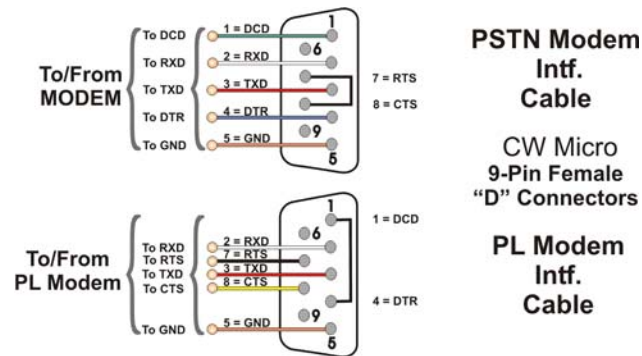 To/From
MODEM
To DCD
To RXD
To TXD
To DTR
To GND
1 = DCD
2 = RXD
3 = TXD
4 = DTR
5 = GND
1
6
9
5
7 = RTS
8 = CTS
PSTN Modem
Intf.
Cable
CW Micro
9-Pin Female
"D" Connectors
To/From
PL Modem
To RXD
To RTS
To TXD
To CTS
To GND
2 = RXD
7 = RTS
3 = TXD
8 = CTS
5 = GND
1
6
9
5
1 = DCD
4 = DTR
PL Modem
Intf.
Cable